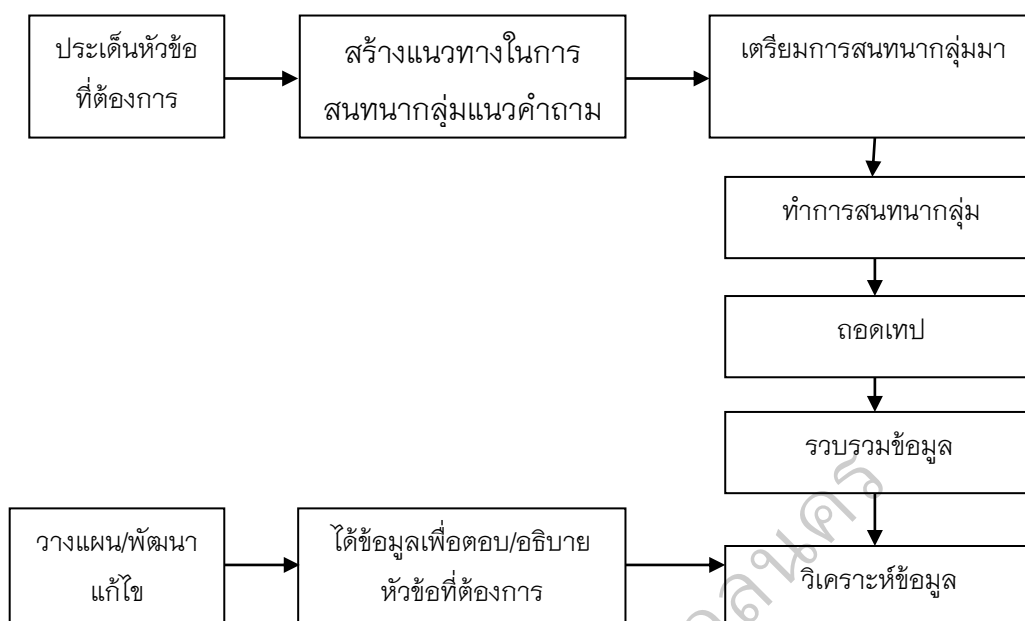 ประเด็นหัวข้อ
ที่ต้องการ
สร้างแนวทางในการ
สนทนากลุ่มแนวคำถาม
เตรียมการสนทนากลุ่มมา
ทำการสนทนากลุ่ม
ถอดเทป
รวบรวมข้อมูล
วางแผน/พัฒนา
แก้ไข
ได้ข้อมูลเพื่อตอบ/อธิบาย
หัวข้อที่ต้องการ
วิเคราะห์ข้อมูล